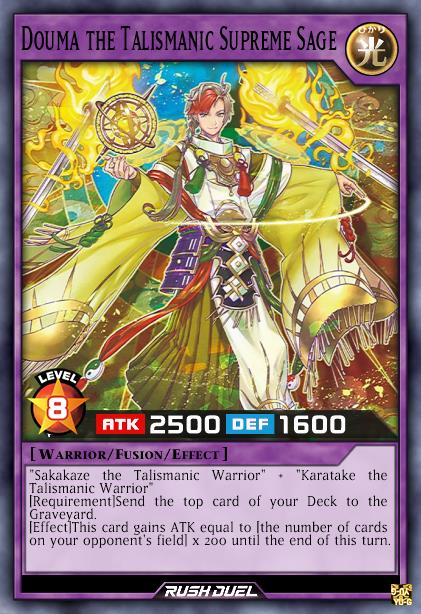 Douma the Talismanic Supreme Sage
ひかり
光
LEVEL
8
ATK 2500 DEF 1600
[ Warrior/Fusion/Effect ]
"Sakakaze the Talismanic Warrior" + "Karatake the
Talismanic Warrior"
[Requirement]Send the top card of your Deck to the
Graveyard.
[Effect]This card gains ATK equal to [the number of cards
on your opponent's field] x 200 until the end of this turn.
RUSH DUEL